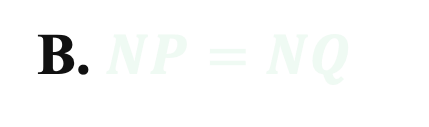 B. NP = NQ